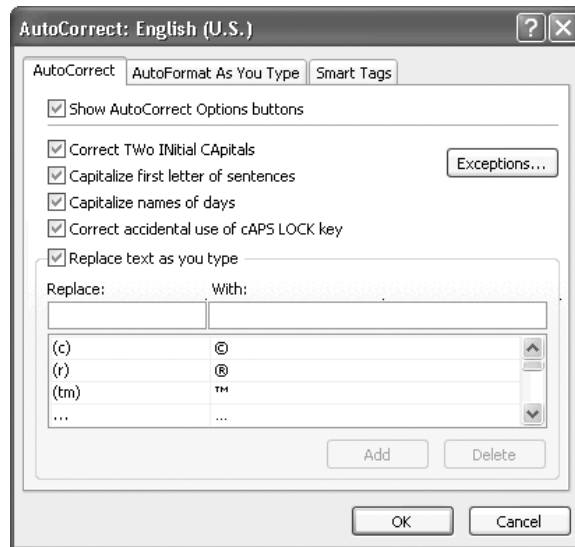 AutoCorrect: English (U.S.)
AutoCorrect AutoFormat As You Type Smart Tags
Show AutoCorrect Options buttons
Correct TWo INitial CApitals
Exceptions...
Capitalize first letter of sentences
Capitalize names of days
Correct accidental use of cAPS LOCK key
Replace text as you type
Replace: With:
(c) ©
(r) ®
(tm) ™
... …
Add Delete
OK Cancel